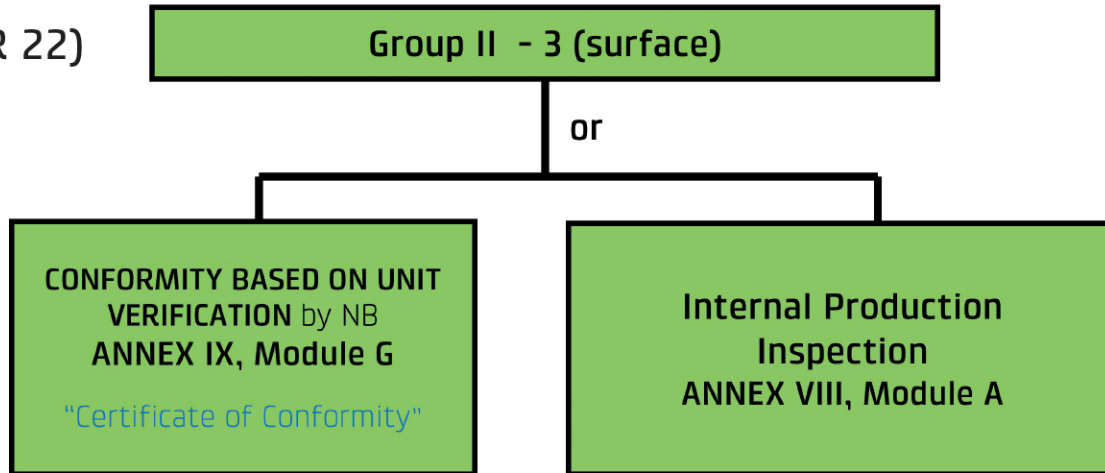 R 22)
Group II - 3 (surface)
or
CONFORMITY BASED ON UNIT
VERIFICATION by NB
ANNEX IX, Module G
“Certificate of Conformity”
Internal Production
Inspection
ANNEX VIII, Module A